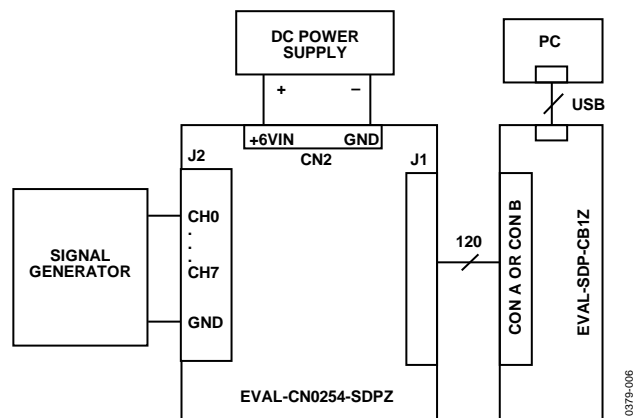 DC POWER
SUPPLY
PC
+ –
USB
+6VIN GND
CN2
J2
J1
CH0
.
.
.
.
CH7
GND
SIGNAL
GENERATOR
120
CON A OR CON B
EVAL-SDP-CB1Z
EVAL-CN0254-SDPZ
0379-006